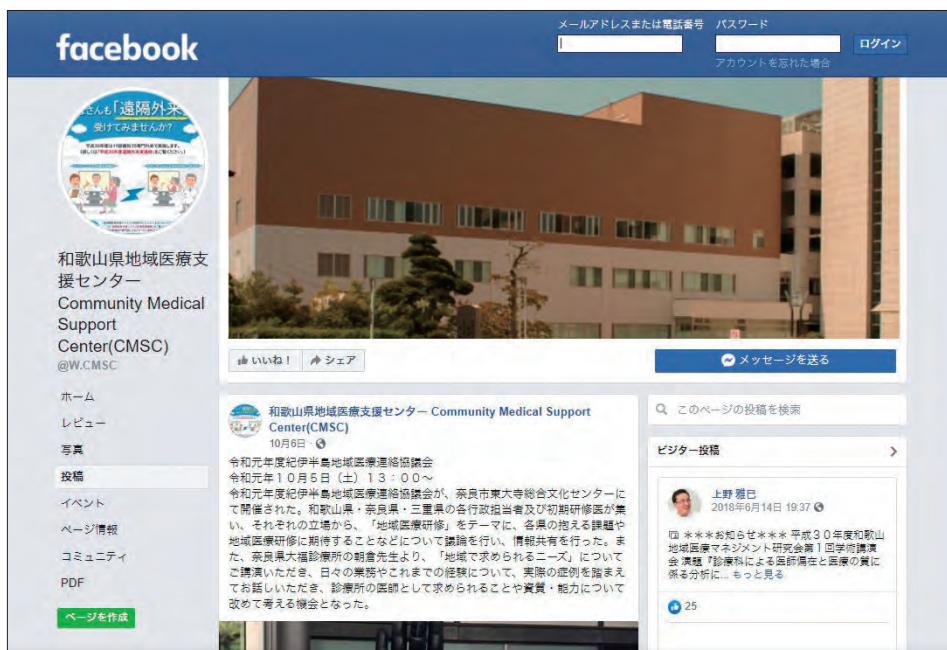 facebook
メールアドレスまたは電話番号 パスワード
ログイン
アカウントを忘れた場合
さんも「遠隔外来
受けてみませんか?
和歌山県地域医療支
援センター
Community Medical
Support
Center(CMSC)
@W.CMSC
ホーム
レビュー
写真
投稿
イベント
ページ情報
コミュニティ
PDF
ページを作成
いいね! シェア
メッセージを送る
和歌山県地域医療支援センター Community Medical Support
Center(CMSC)
10月6日
令和元年度紀伊半島地域医療連絡協議会
令和元年10月5日(土)13:00～
令和元年度紀伊半島地域医療連絡協議会が、奈良市東大寺総合文化センターに
て開催された。和歌山県・奈良県・三重県の各行政担当者及び初期研修医が集
い、それぞれの立場から、「地域医療研修」をテーマに、各県の抱える課題や
地域医療研修に期待することなどについて議論を行い、情報共有を行った。ま
た、奈良県大福診療所の朝倉先生より、「地域で求められるニーズ」について
ご講演いただき、日々の業務やこれまでの経験について、実際の症例を踏まえ
てお話しいただき、診療所の医師として求められることや資質・能力について
改めて考える機会となった。
このページの投稿を検索
ビジター投稿
上野 雅巳
2018年6月14日 19:37
***お知らせ*** 平成30年度和歌山
地域医療マネジメント研究会第1回学術講演
会 演題『診療科による医師偏在と医療の質に
係る分析に... もっと見る
25